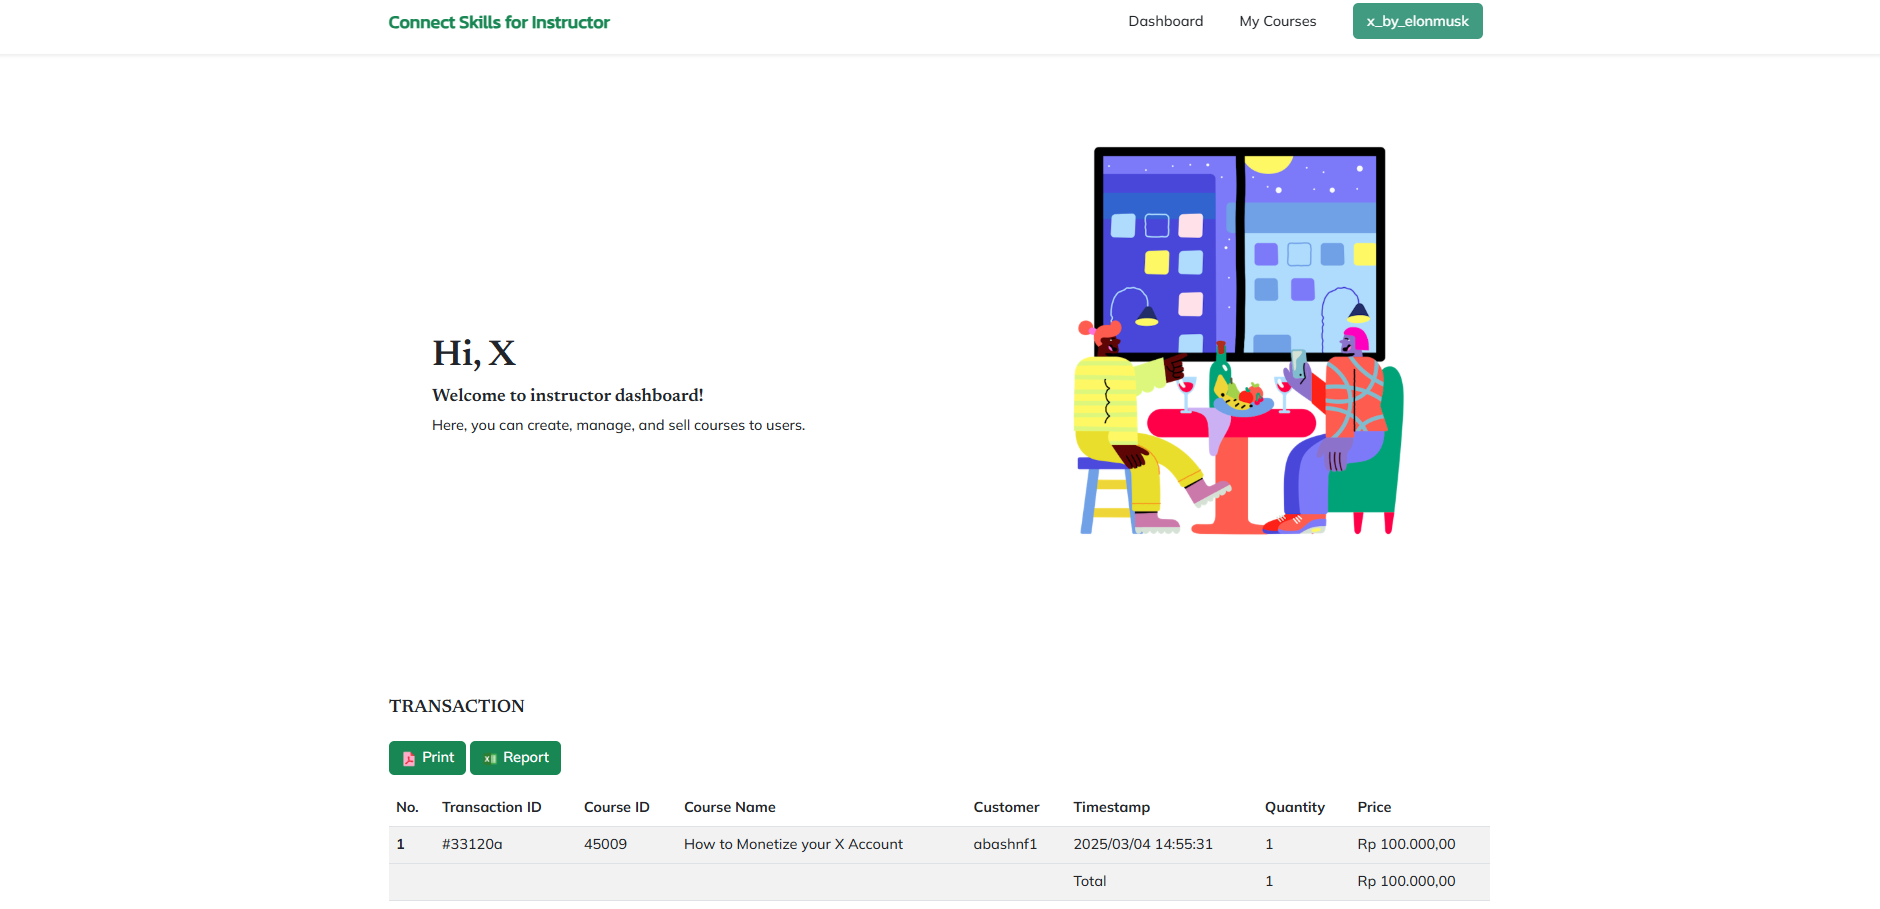 Connect Skills for Instructor Dashboard My Courses x_by_elonmusk
Hi, X
Welcome to instructor dashboard!
Here, you can create, manage, and sell courses to users.
TRANSACTION
Print Report
No. Transaction ID Course ID Course Name Customer Timestamp Quantity Price
1 #33120a 45009 How to Monetize your X Account abashnf1 2025/03/04 14:55:31 1 Rp 100.000,00
Total 1 Rp 100.000,00